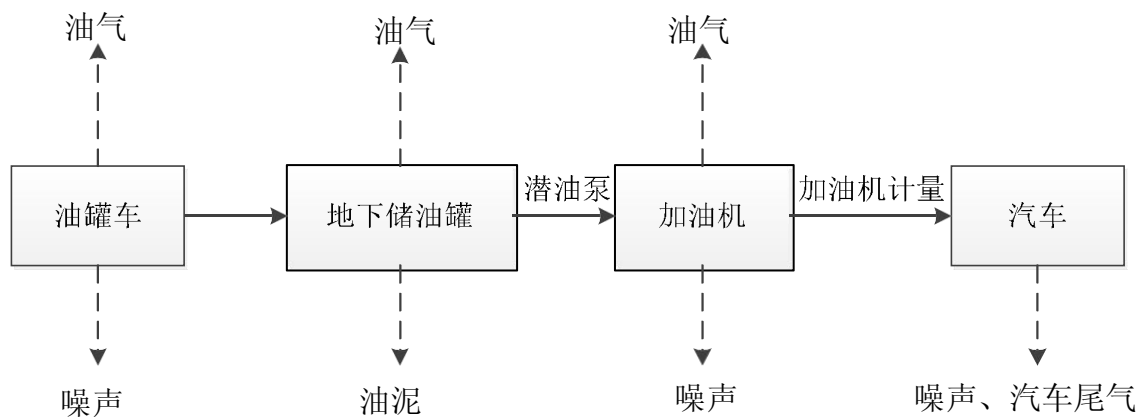 油气
油气
油气
油罐车
地下储油罐
潜油泵
加油机
加油机计量
汽车
噪声
油泥
噪声
噪声、汽车尾气